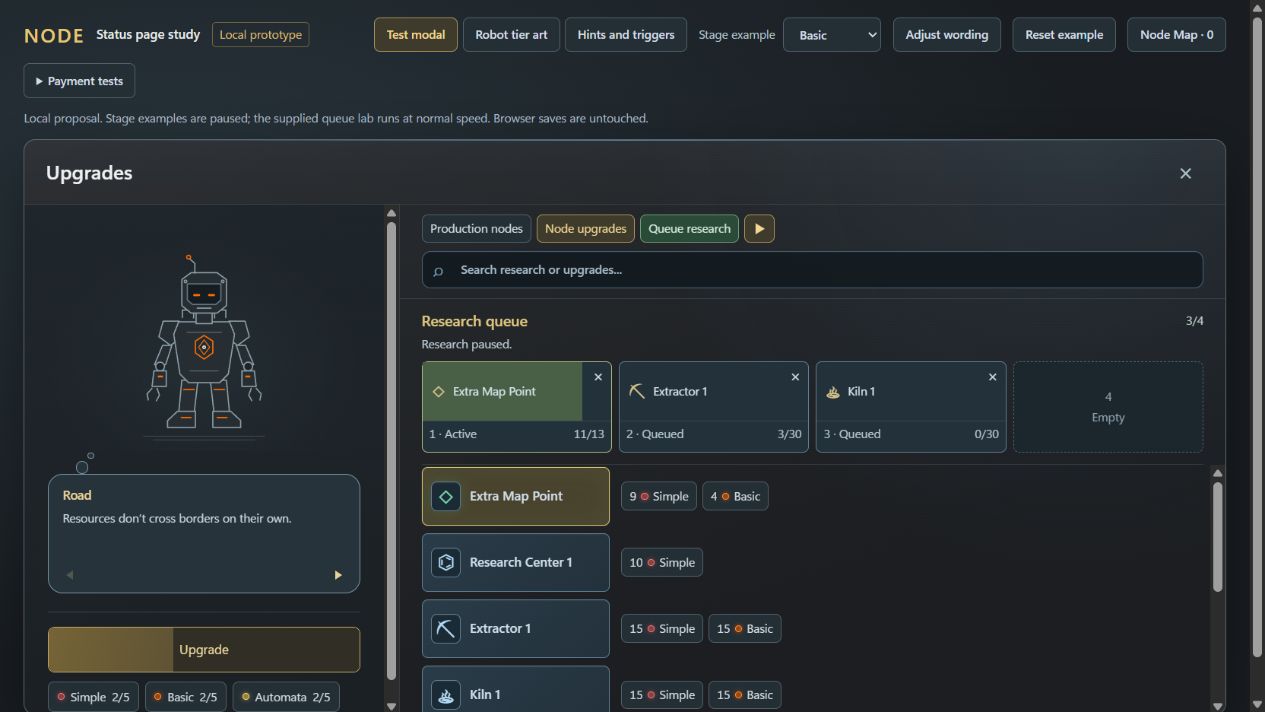 NODE Status page study Local prototype Test modal Robot tier art Hints and triggers Stage example Basic Adjust wording Reset example Node Map · 0
Payment tests
Local proposal. Stage examples are paused; the supplied queue lab runs at normal speed. Browser saves are untouched.
Upgrades
Road
Resources don't cross borders on their own.
Upgrade
Simple 2/5 Basic 2/5 Automata 2/5
Production nodes Node upgrades Queue research
Search research or upgrades...
Research queue 3/4
Research paused.
Extra Map Point
1 · Active 11/13
Extractor 1
2 · Queued 3/30
Kiln 1
3 · Queued 0/30
4
Empty
Extra Map Point 9 Simple 4 Basic
Research Center 1 10 Simple
Extractor 1 15 Simple 15 Basic
Kiln 1 15 Simple 15 Basic